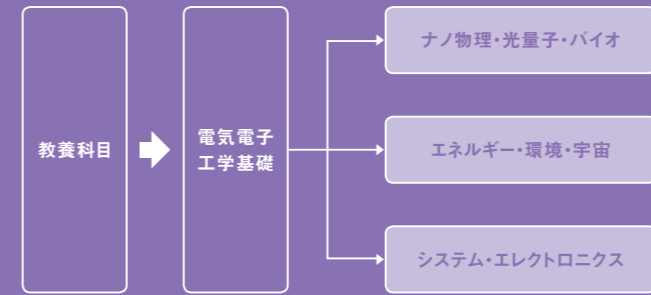 教養科目
電気電子
工学基礎
ナノ物理・光量子・バイオ
エネルギー・環境・宇宙
システム・エレクトロニクス